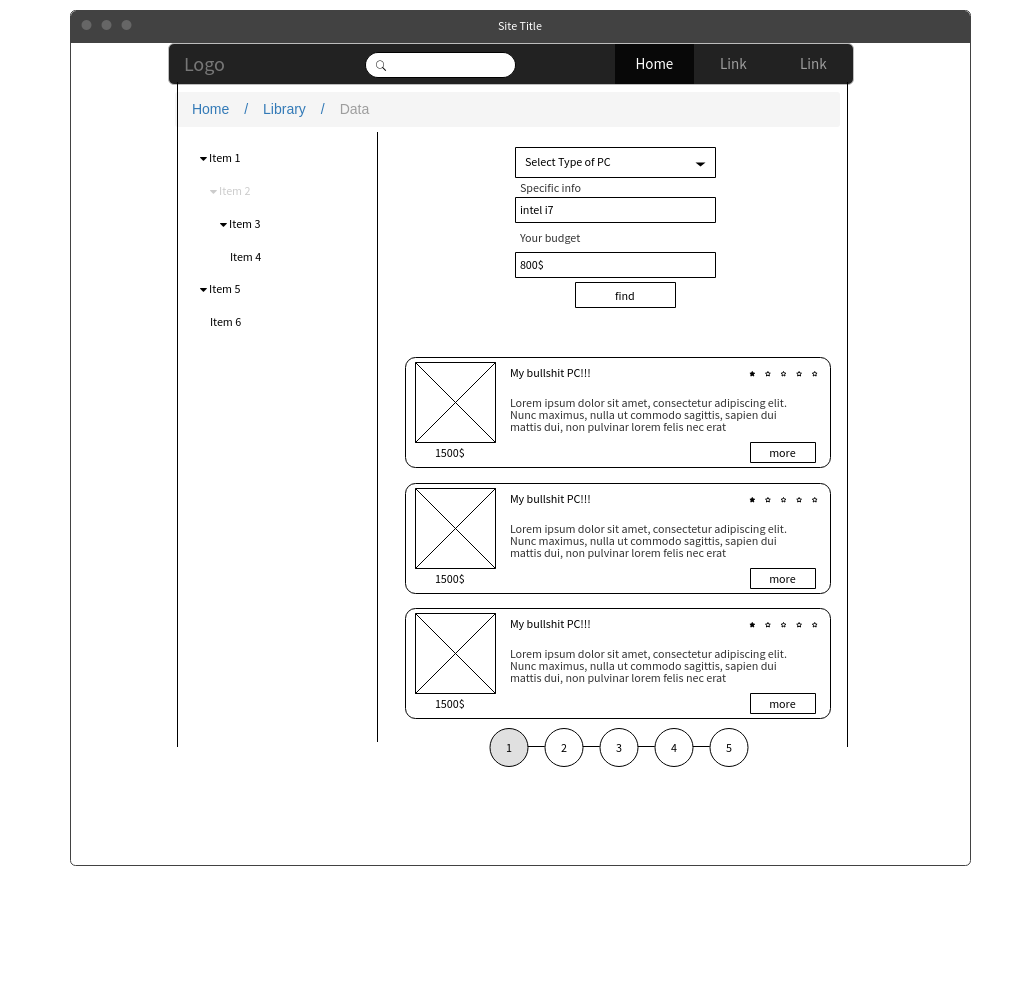 Site Title
Logo
Home Link Link
Home / Library / Data
Item 1
Item 2
Item 3
Item 4
Item 5
Item 6
Select Type of PC
Specific info
intel i7
Your budget
800$
find
My bullshit PC!!!
Lorem ipsum dolor sit amet, consectetur adipiscing elit.
Nunc maximus, nulla ut commodo sagittis, sapien dui
mattis dui, non pulvinar lorem felis nec erat
1500$
more
My bullshit PC!!!
Lorem ipsum dolor sit amet, consectetur adipiscing elit.
Nunc maximus, nulla ut commodo sagittis, sapien dui
mattis dui, non pulvinar lorem felis nec erat
1500$
more
My bullshit PC!!!
Lorem ipsum dolor sit amet, consectetur adipiscing elit.
Nunc maximus, nulla ut commodo sagittis, sapien dui
mattis dui, non pulvinar lorem felis nec erat
1500$
more
1 2 3 4 5